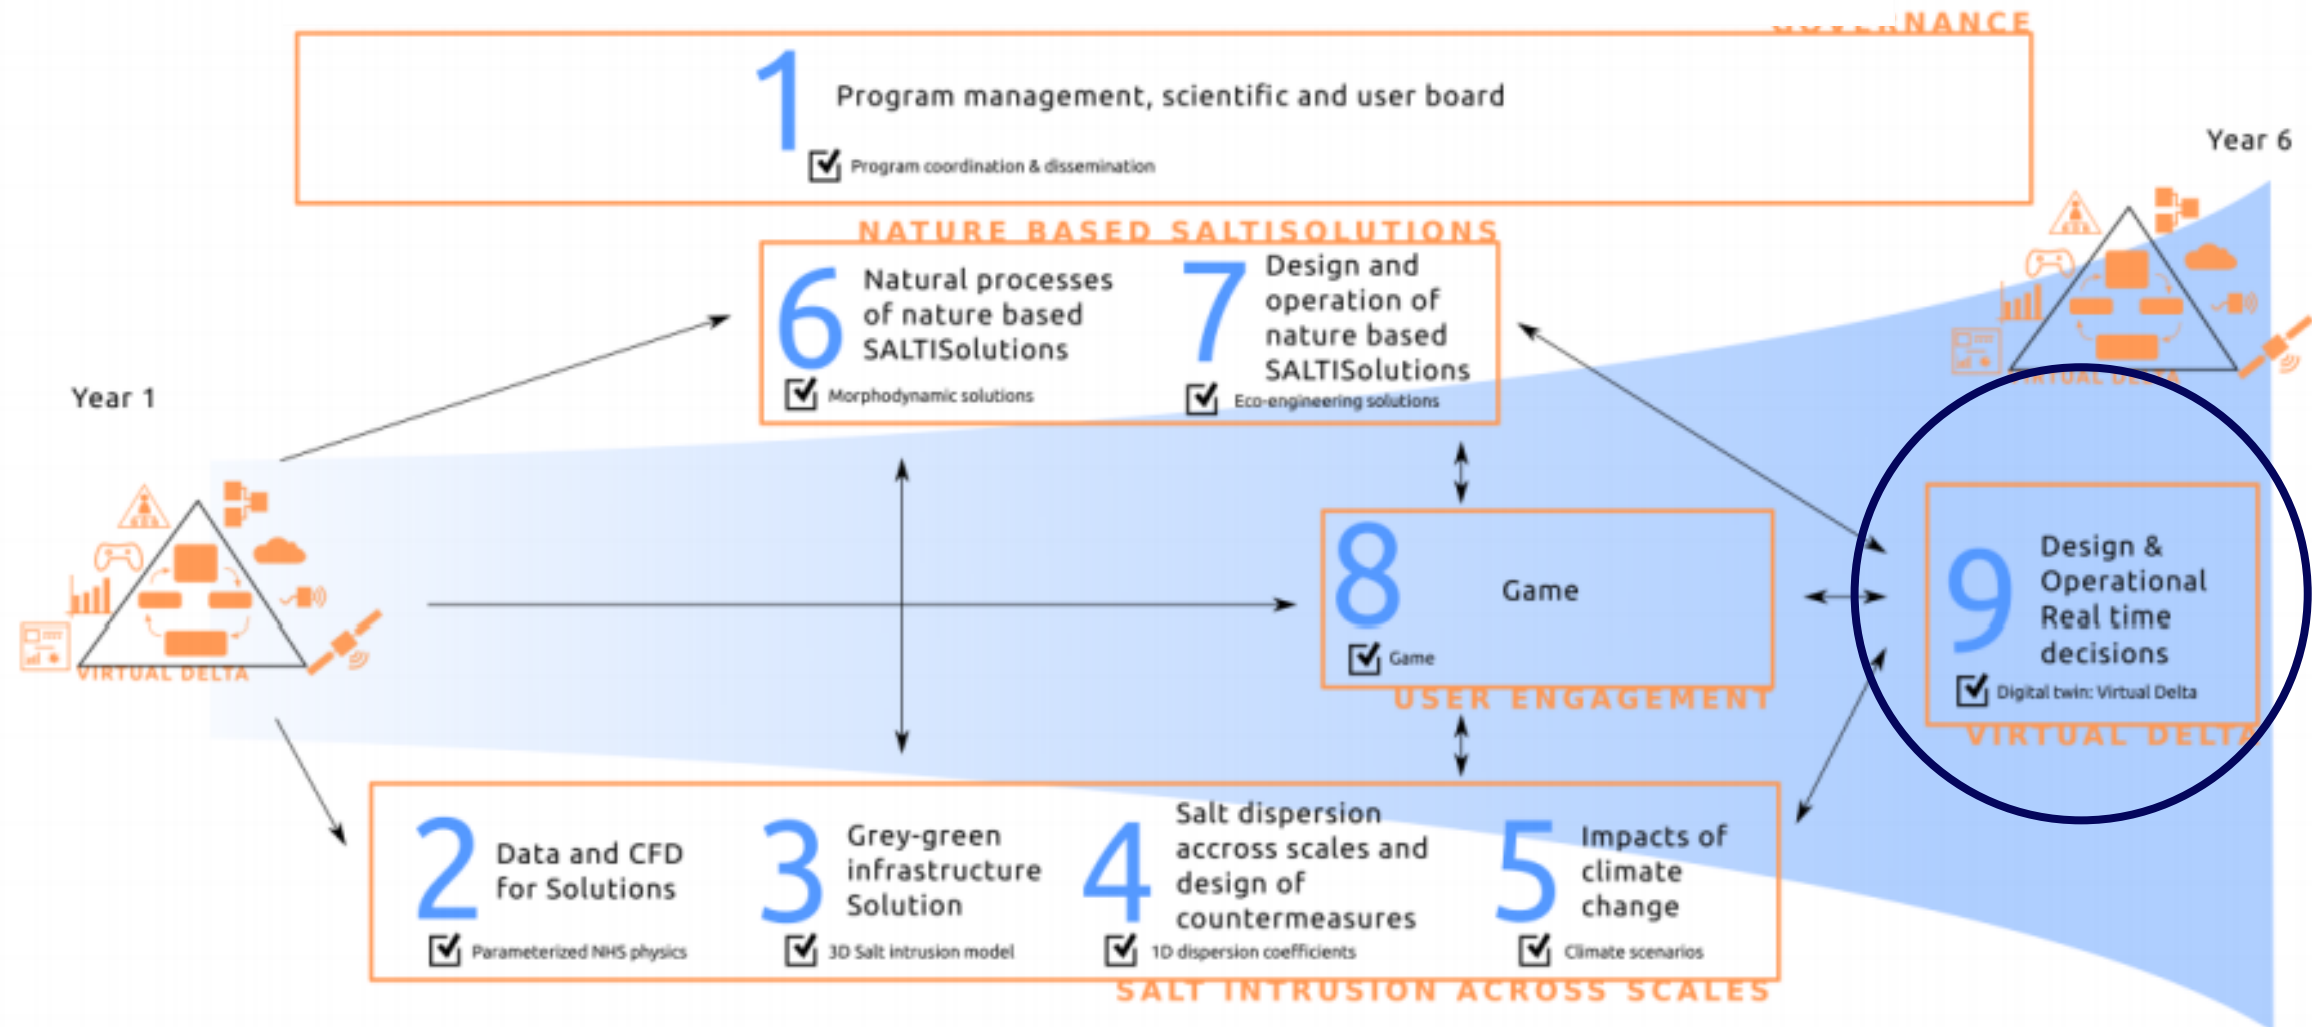 GOVERNANCE
1
Program management, scientific and user board
Program coordination & dissemination
Year 6
NATURE BASED SALTISOLUTIONS
6
Natural processes
of nature based
SALTISolutions
Morphodynamic solutions
7
Design and
operation of
nature based
SALTISolutions
Eco-engineering solutions
VIRTUAL DELTA
Year 1
VIRTUAL DELTA
8
Game
Game
USER ENGAGEMENT
9
Design &
Operational
Real time
decisions
Digital twin: Virtual Delta
VIRTUAL DELTA
2
Data and CFD
for Solutions
Parameterized NHS physics
3
Grey-green
infrastructure
Solution
3D Salt intrusion model
4
Salt dispersion
accross scales and
design of
countermeasures
1D dispersion coefficients
5
Impacts of
climate
change
Climate scenarios
SALT INTRUSION ACROSS SCALES